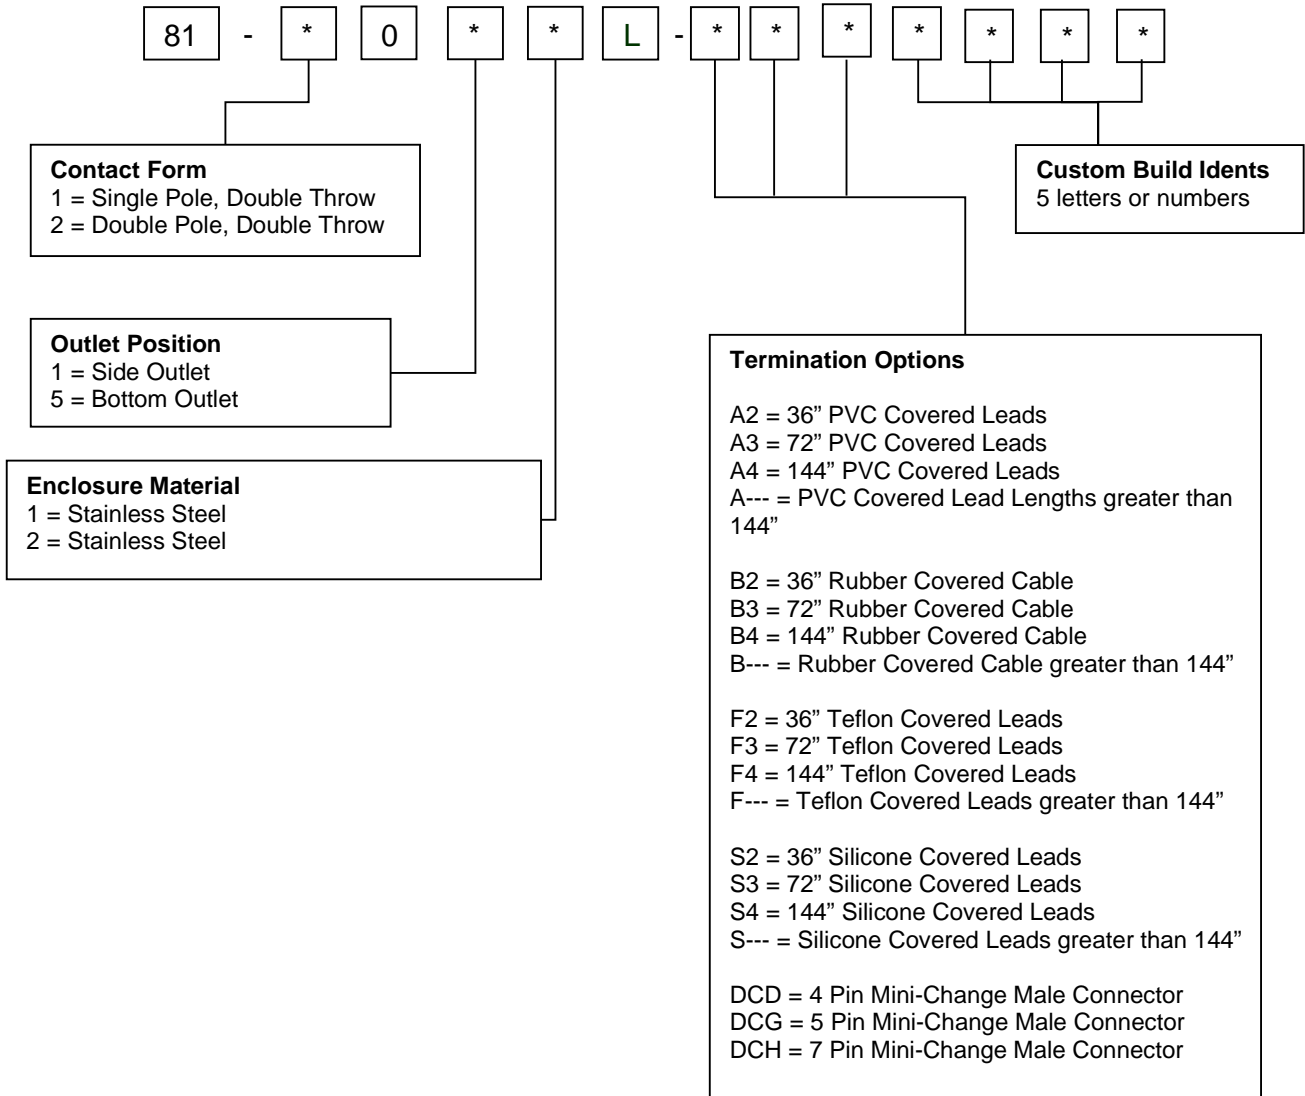 81 - * 0 * * L - * * * * * * *
Contact Form
1 = Single Pole, Double Throw
2 = Double Pole, Double Throw
Custom Build Idents
5 letters or numbers
Outlet Position
1 = Side Outlet
5 = Bottom Outlet
Enclosure Material
1 = Stainless Steel
2 = Stainless Steel
Termination Options
A2 = 36” PVC Covered Leads
A3 = 72” PVC Covered Leads
A4 = 144” PVC Covered Leads
A--- = PVC Covered Lead Lengths greater than
144”
B2 = 36” Rubber Covered Cable
B3 = 72” Rubber Covered Cable
B4 = 144” Rubber Covered Cable
B--- = Rubber Covered Cable greater than 144”
F2 = 36” Teflon Covered Leads
F3 = 72” Teflon Covered Leads
F4 = 144” Teflon Covered Leads
F--- = Teflon Covered Leads greater than 144”
S2 = 36” Silicone Covered Leads
S3 = 72” Silicone Covered Leads
S4 = 144” Silicone Covered Leads
S--- = Silicone Covered Leads greater than 144”
DCD = 4 Pin Mini-Change Male Connector
DCG = 5 Pin Mini-Change Male Connector
DCH = 7 Pin Mini-Change Male Connector